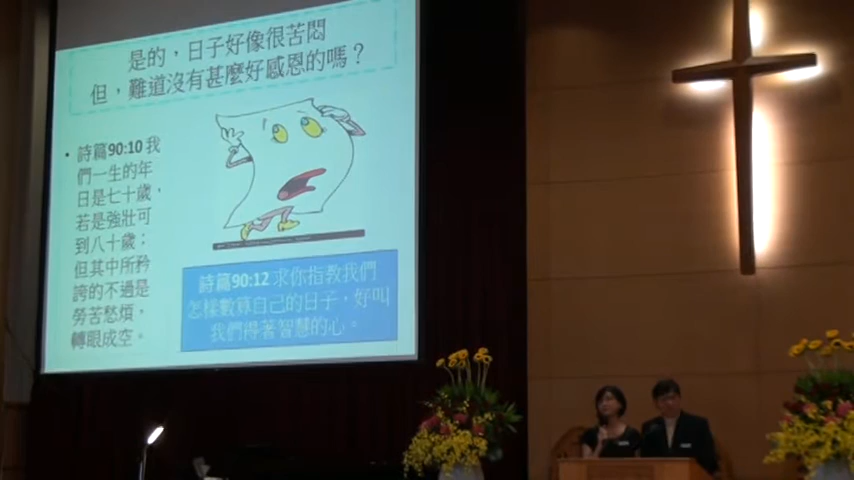 是的，日子好像很苦悶
但，難道沒有甚麼好感恩的嗎？
• 詩篇90:10 我
們一生的年
日是七十歲，
若是強壯可
到八十歲；
但其中所矜
誇的不過是
勞苦愁煩，
轉眼成空。
詩篇90:12 求你指教我們
怎樣數算自己的日子，好叫
我們得著智慧的心。